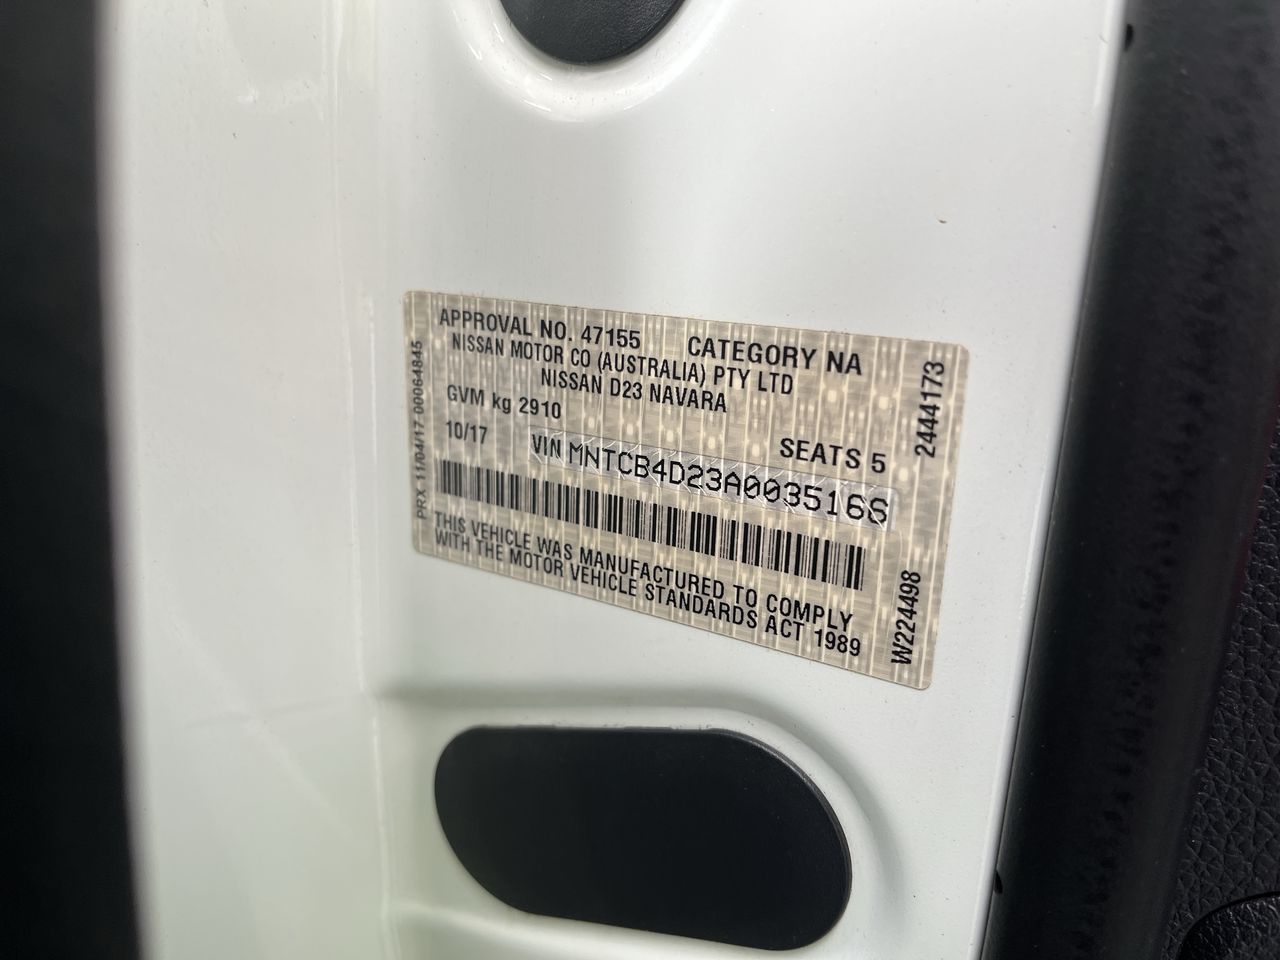 APPROVAL NO. 47155 CATEGORY NA
NISSAN MOTOR CO (AUSTRALIA) PTY LTD
NISSAN D23 NAVARA
GVM kg 2910
SEATS 5
10/17
VIN MNTCB4D23A0035166
THIS VEHICLE WAS MANUFACTURED TO COMPLY
WITH THE MOTOR VEHICLE STANDARDS ACT 1989
PRX 11/04/17 00064845
2444173
W224498